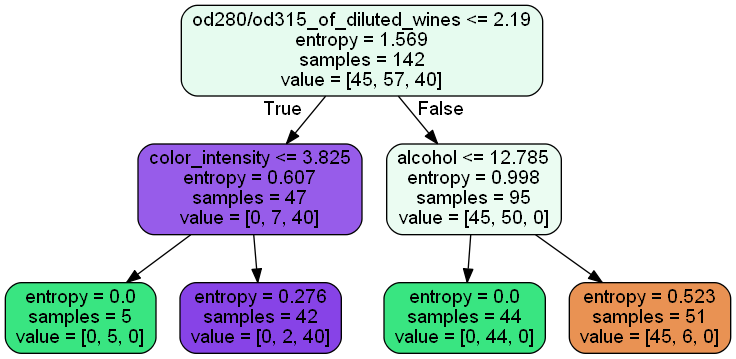 od280/od315_of_diluted_wines <= 2.19
entropy = 1.569
samples = 142
value = [45, 57, 40]
True
False
color_intensity <= 3.825
entropy = 0.607
samples = 47
value = [0, 7, 40]
alcohol <= 12.785
entropy = 0.998
samples = 95
value = [45, 50, 0]
entropy = 0.0
samples = 5
value = [0, 5, 0]
entropy = 0.276
samples = 42
value = [0, 2, 40]
entropy = 0.0
samples = 44
value = [0, 44, 0]
entropy = 0.523
samples = 51
value = [45, 6, 0]